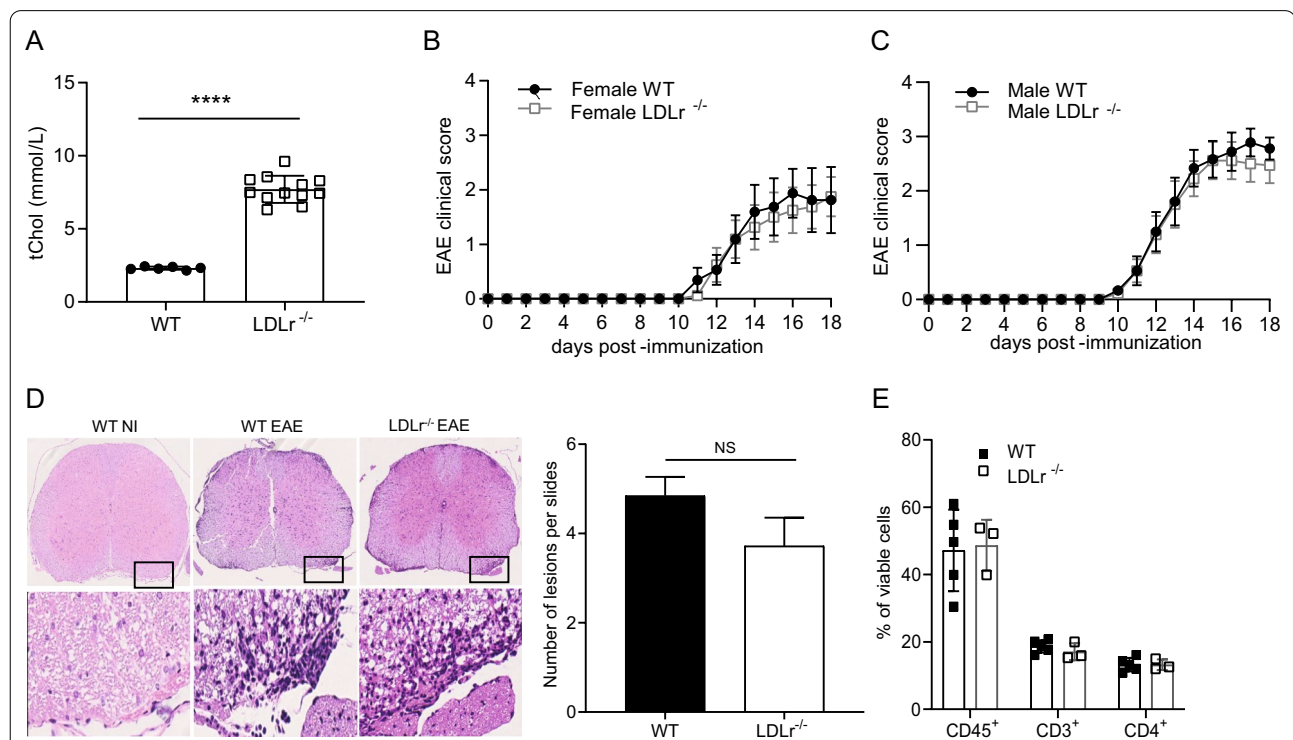 A
tChol (mmol/L)
15
10
5
0
****
WT
LDLr -/-
B
EAE clinical score
4
3
2
1
0
Female WT
Female LDLr -/-
0 2 4 6 8 10 12 14 16 18
days post -immunization
C
EAE clinical score
4
3
2
1
0
Male WT
Male LDLr -/-
0 2 4 6 8 10 12 14 16 18
days post -immunization
D
WT NI
WT EAE
LDLr-/- EAE
Number of lesions per slides
6
4
2
0
NS
WT
LDLr-/-
E
% of viable cells
80
60
40
20
0
WT
LDLr -/-
CD45+
CD3+
CD4+